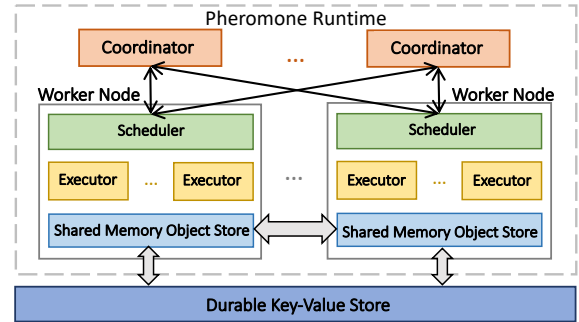 Pheromone Runtime
Coordinator ... Coordinator
Worker Node Worker Node
Scheduler Scheduler
Executor ... Executor ... Executor ... Executor
Shared Memory Object Store Shared Memory Object Store
Durable Key-Value Store